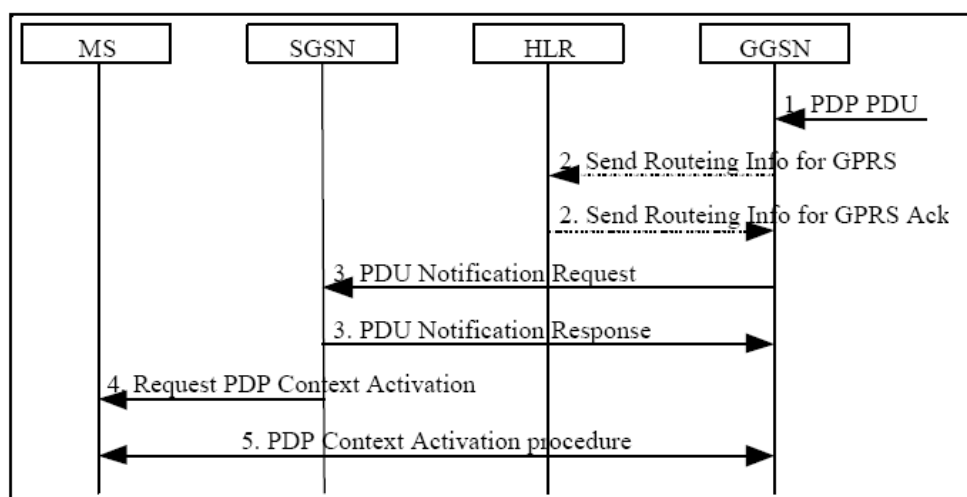 MS
SGSN
HLR
GGSN
1. PDP PDU
2. Send Routeing Info for GPRS
2. Send Routeing Info for GPRS Ack
3. PDU Notification Request
3. PDU Notification Response
4. Request PDP Context Activation
5. PDP Context Activation procedure